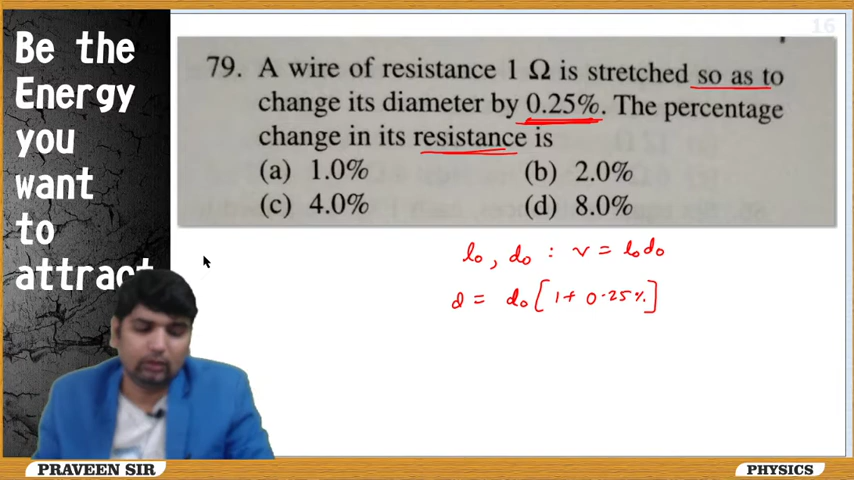 16
Be the
Energy
you
want
to
attract
79. A wire of resistance 1 Ω is stretched so as to
change its diameter by 0.25%. The percentage
change in its resistance is
(a) 1.0% (b) 2.0%
(c) 4.0% (d) 8.0%
l₀, d₀ : v = l₀d₀
d = d₀[1+ 0.25%]
PRAVEEN SIR
PHYSICS